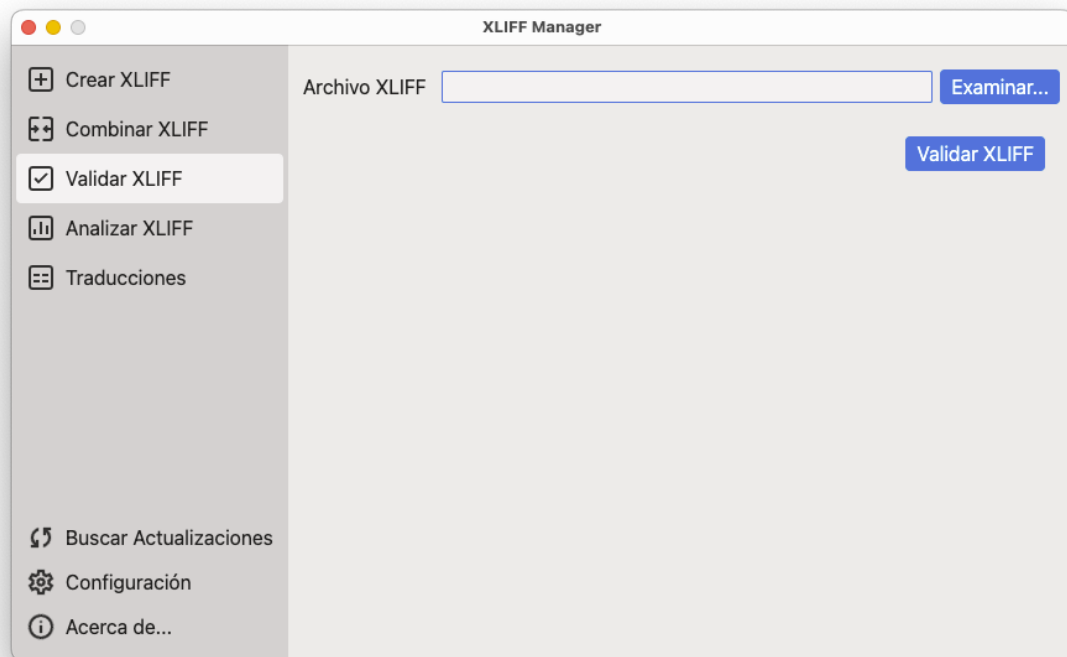 XLIFF Manager
Crear XLIFF
Combinar XLIFF
Validar XLIFF
Analizar XLIFF
Traducciones
Buscar Actualizaciones
Configuración
Acerca de...
Archivo XLIFF
Examinar...
Validar XLIFF